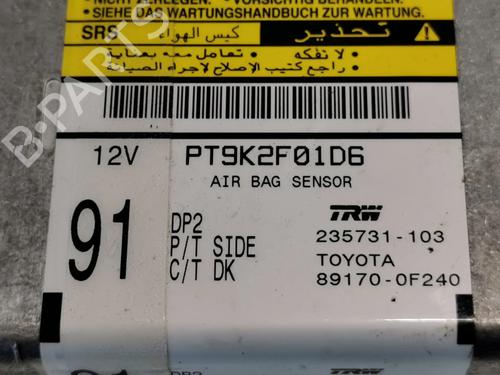 NICHT ZERLEGEN. ・VORSICHTIG BEHANDELN.
・SIEHE DAS WARTUNGSHANDBUCH ZUR WARTUNG.
SRS كيس الهواء تحذير
・لا تفكه ・تعامل معه بعناية
・راجع كتيب الإصلاح لإجراء الصيانة
12V PT9K2F01D6
AIR BAG SENSOR
91
DP2
P/T SIDE
C/T DK
TRW
235731-103
TOYOTA
89170-0F240
91
DP2
B-PARTS